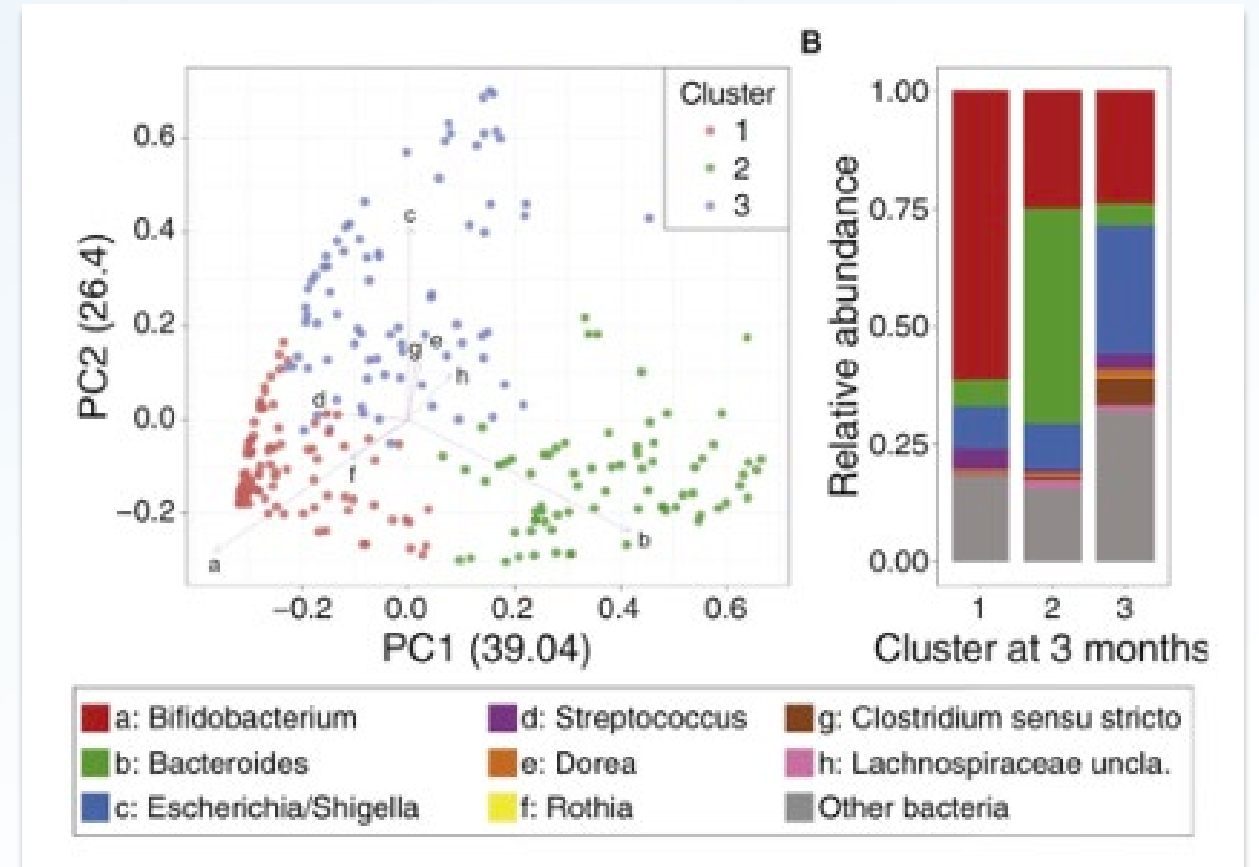 B
Cluster
1
2
3
0.6
0.4
0.2
0.0
−0.2
PC2 (26.4)
c
e
g
h
d
f
b
a
−0.2 0.0 0.2 0.4 0.6
PC1 (39.04)
1.00
0.75
0.50
0.25
0.00
Relative abundance
1 2 3
Cluster at 3 months
a: Bifidobacterium d: Streptococcus g: Clostridium sensu stricto
b: Bacteroides e: Dorea h: Lachnospiraceae uncla.
c: Escherichia/Shigella f: Rothia Other bacteria